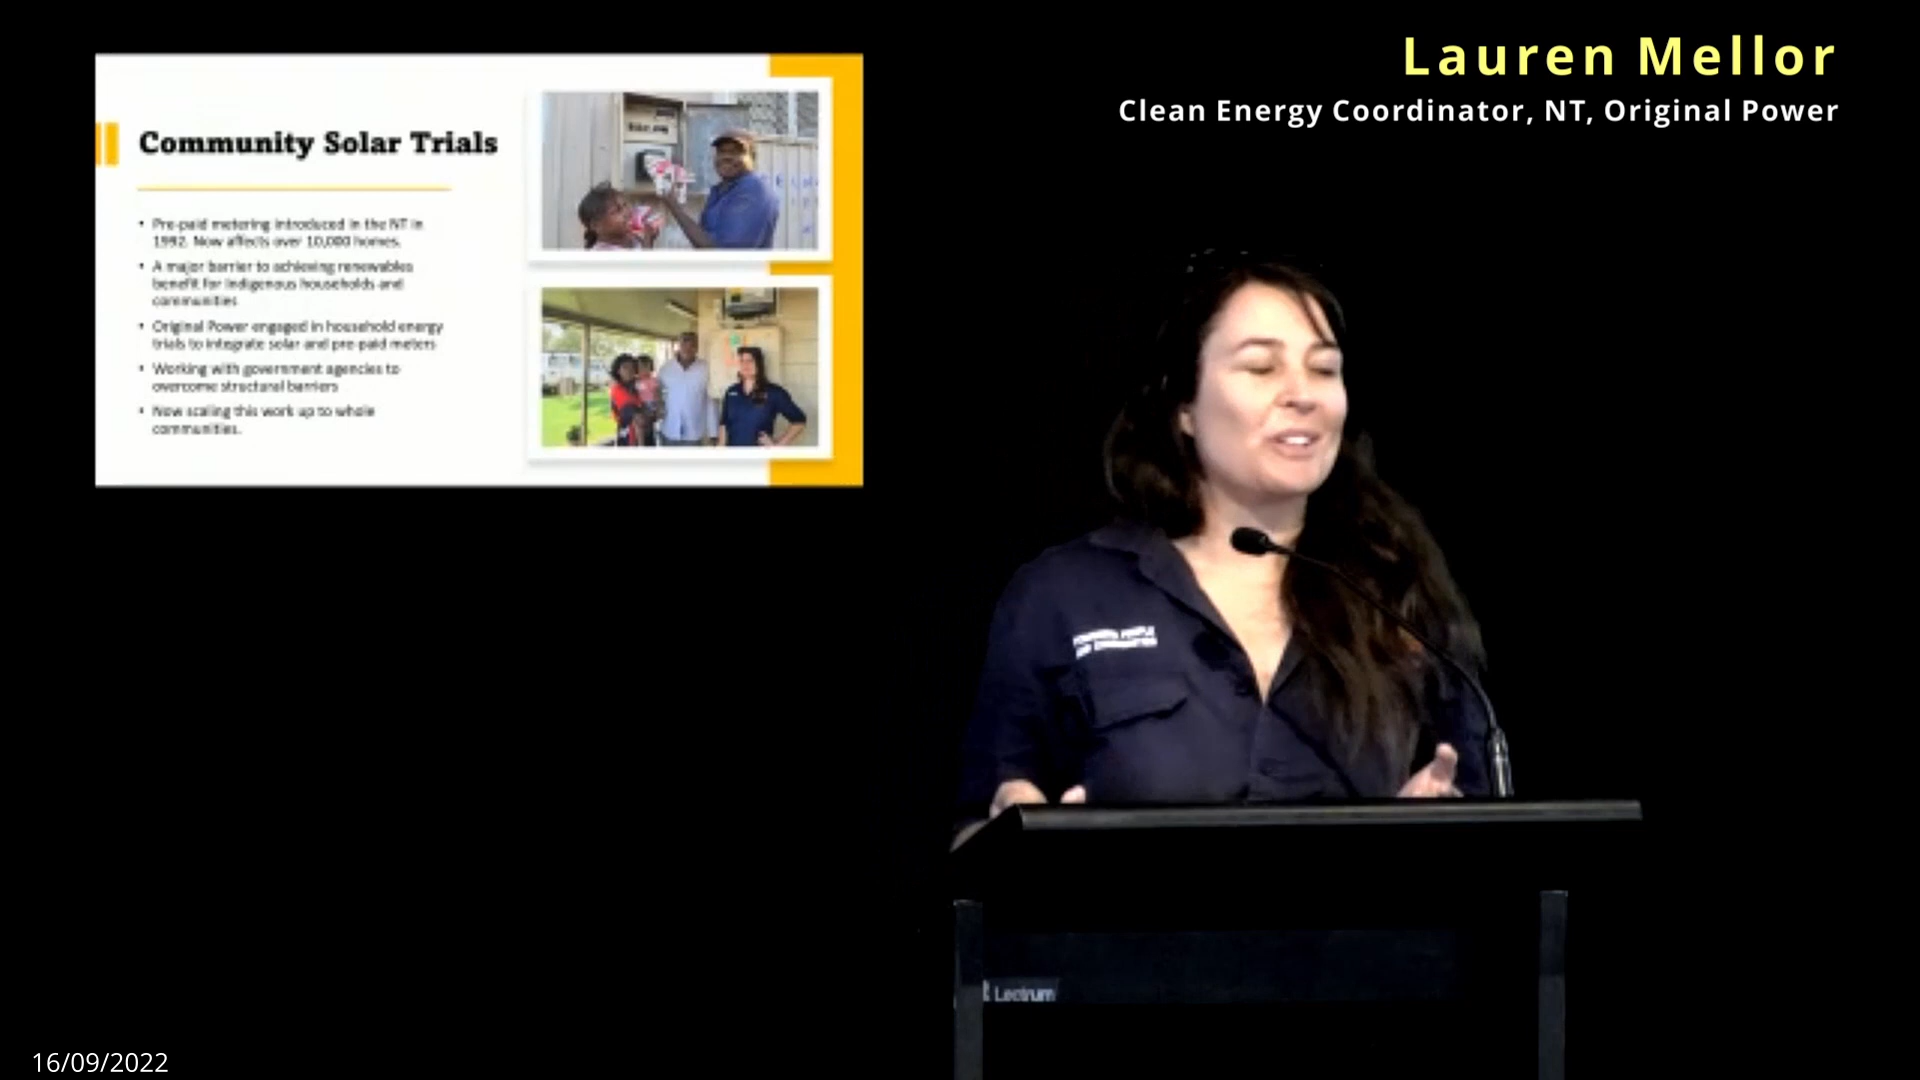 Lauren Mellor
Clean Energy Coordinator, NT, Original Power
Community Solar Trials
• Pre-paid metering introduced in the NT in
1992. Now affects over 10,000 homes.
• A major barrier to achieving renewables
benefit for Indigenous households and
communities
• Original Power engaged in household energy
trials to integrate solar and pre-paid meters
• Working with government agencies to
overcome structural barriers
• Now scaling this work up to whole
communities.
Lectrum
16/09/2022